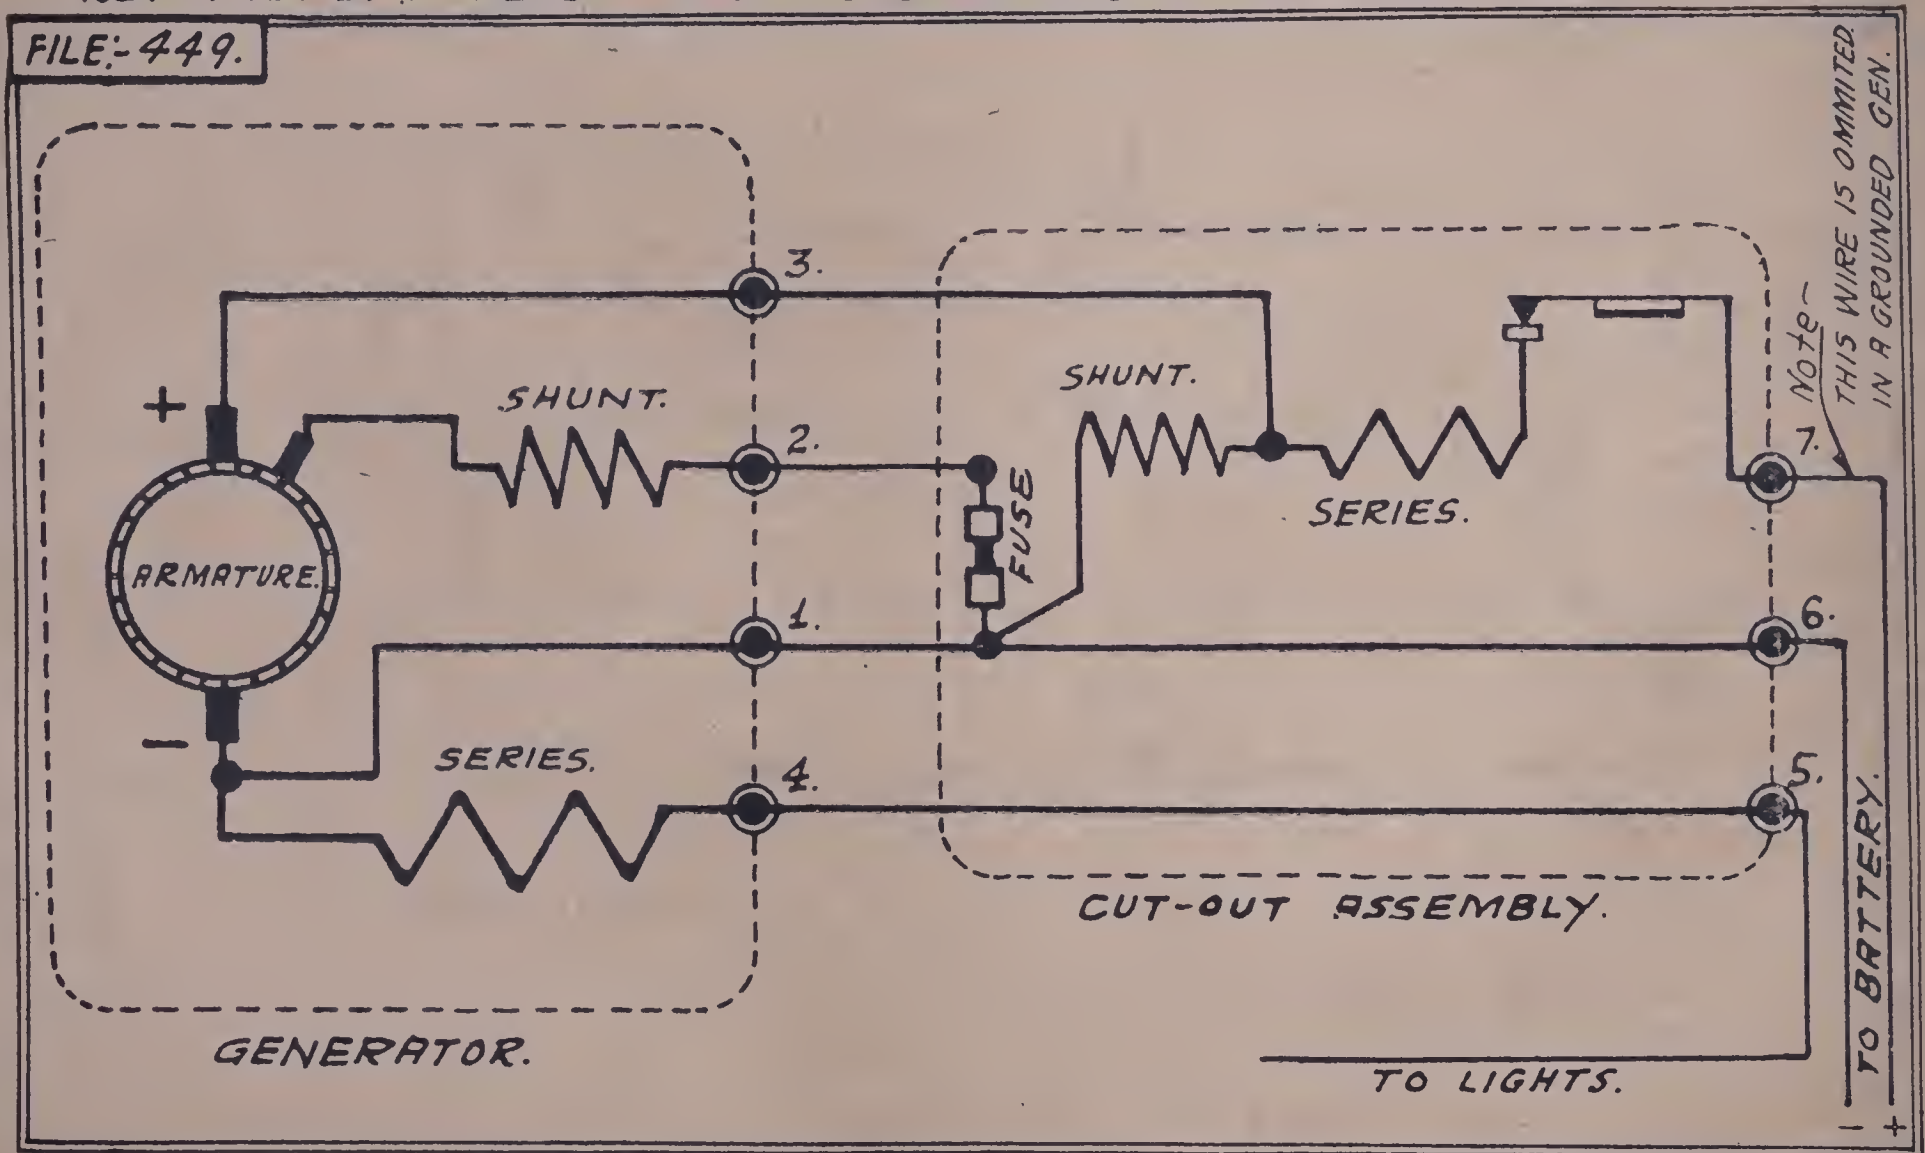 FILE:-449.
3.
Note-
THIS WIRE IS OMMITED.
IN A GROUNDED GEN.
+
SHUNT.
2.
SHUNT.
7.
FUSE
SERIES.
ARMATURE.
1.
6.
-
SERIES.
4.
5.
CUT-OUT ASSEMBLY.
GENERATOR.
TO LIGHTS.
TO BATTERY.
- +